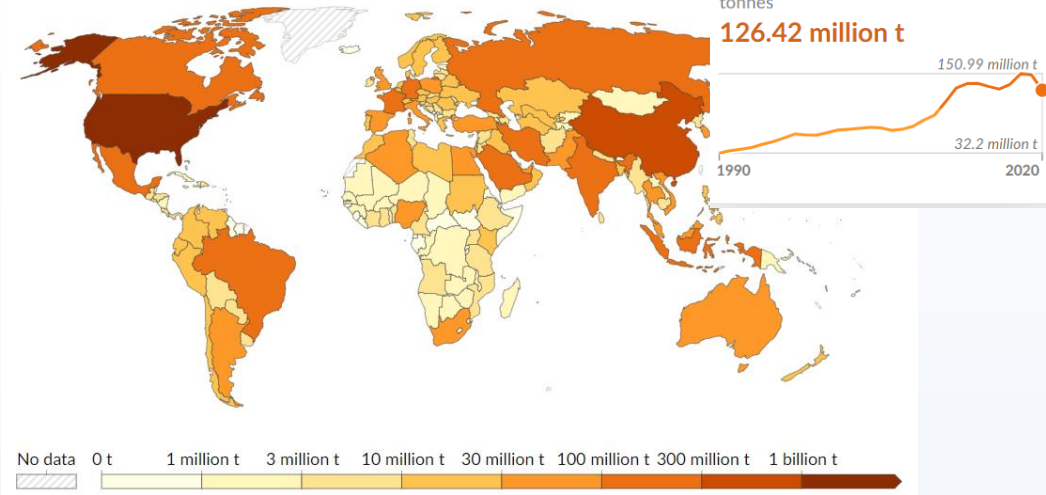 tonnes
126.42 million t
150.99 million t
32.2 million t
1990 2020
No data 0 t 1 million t 3 million t 10 million t 30 million t 100 million t 300 million t 1 billion t